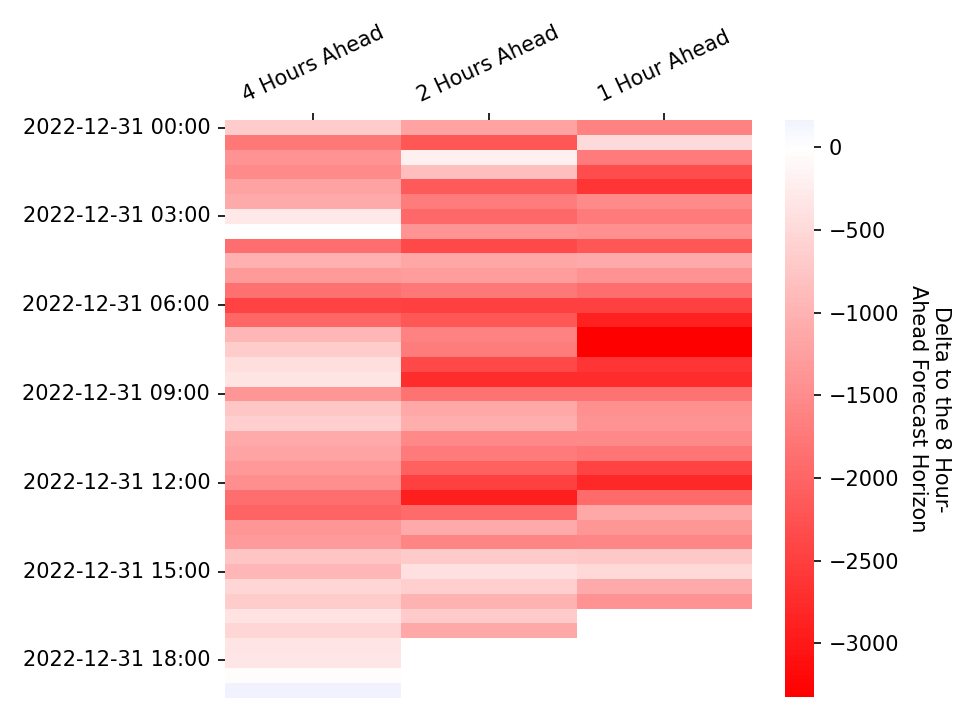 4 Hours Ahead
2 Hours Ahead
1 Hour Ahead
2022-12-31 00:00
2022-12-31 03:00
2022-12-31 06:00
2022-12-31 09:00
2022-12-31 12:00
2022-12-31 15:00
2022-12-31 18:00
0
−500
−1000
−1500
−2000
−2500
−3000
Delta to the 8 Hour-
Ahead Forecast Horizon